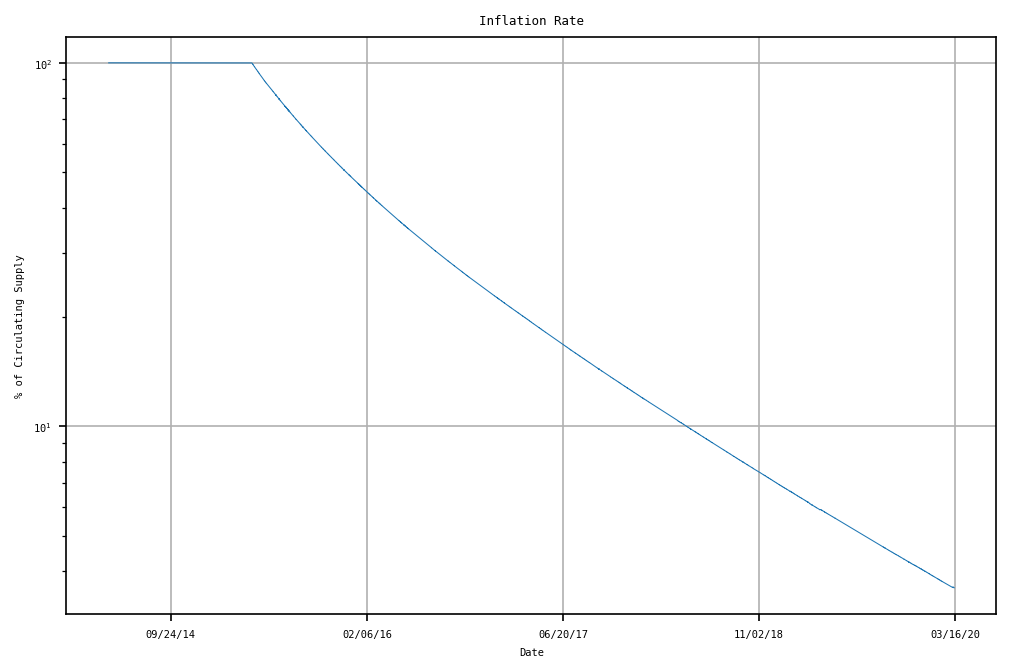 Inflation Rate
10²
% of Circulating Supply
10¹
09/24/14
02/06/16
06/20/17
11/02/18
03/16/20
Date